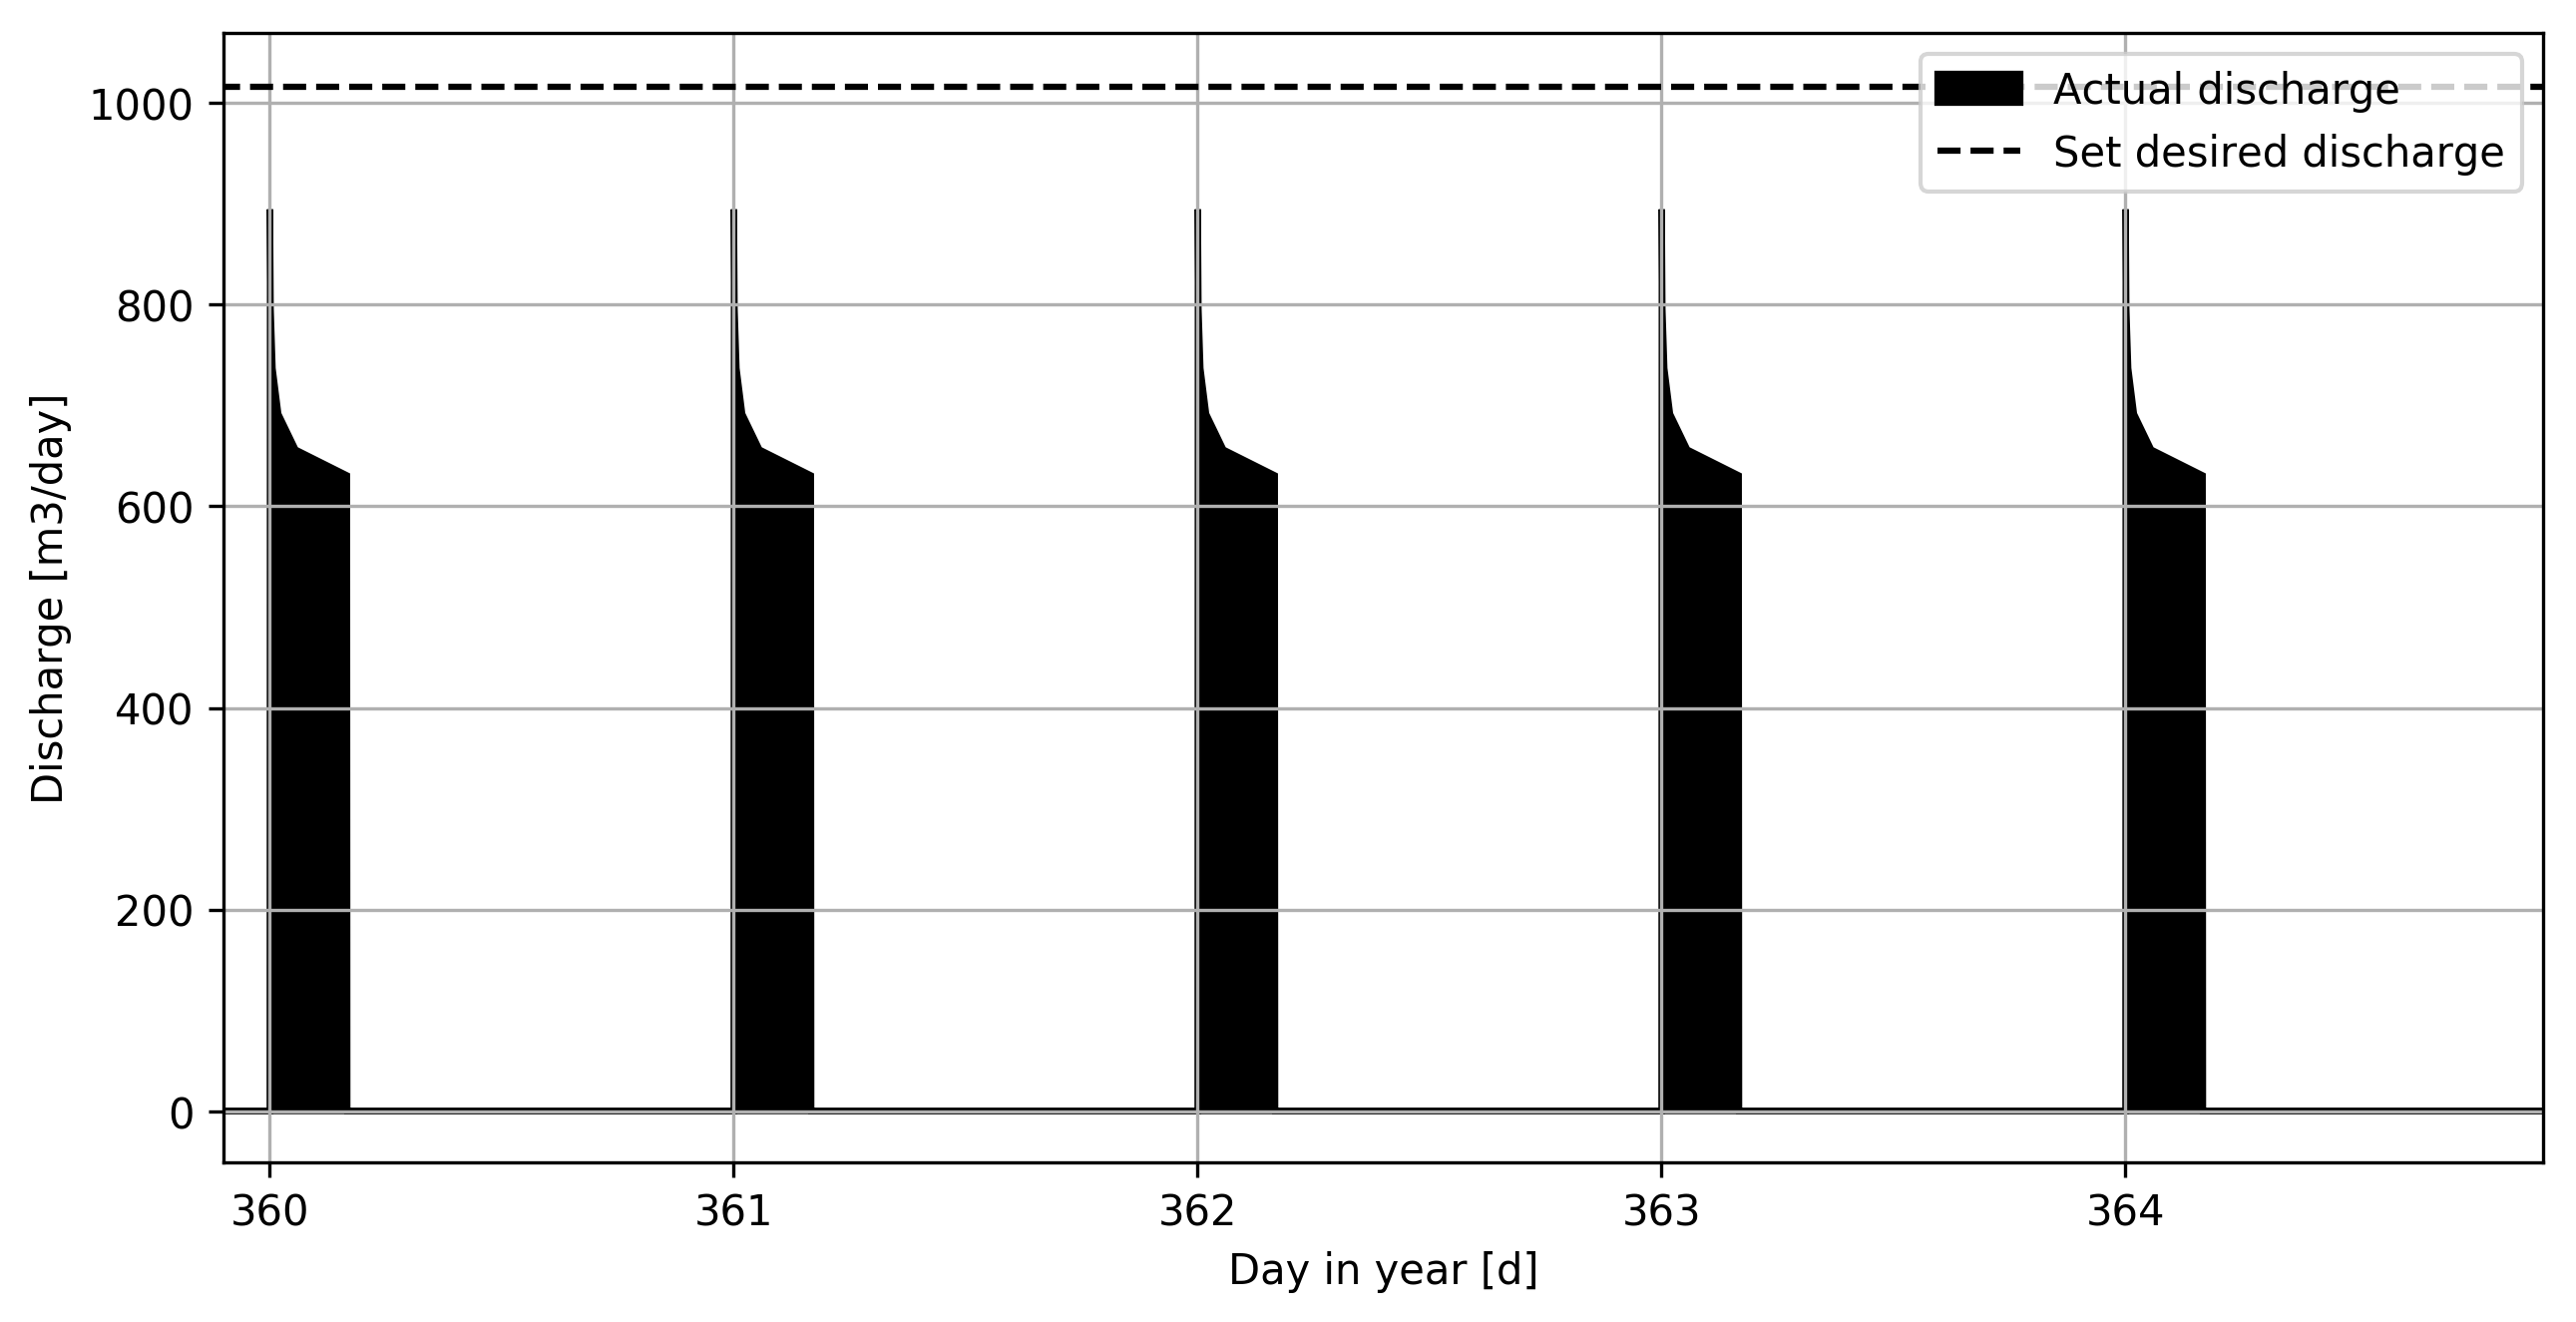 Actual discharge
Set desired discharge
1000
800
600
400
200
0
Discharge [m3/day]
360 361 362 363 364
Day in year [d]